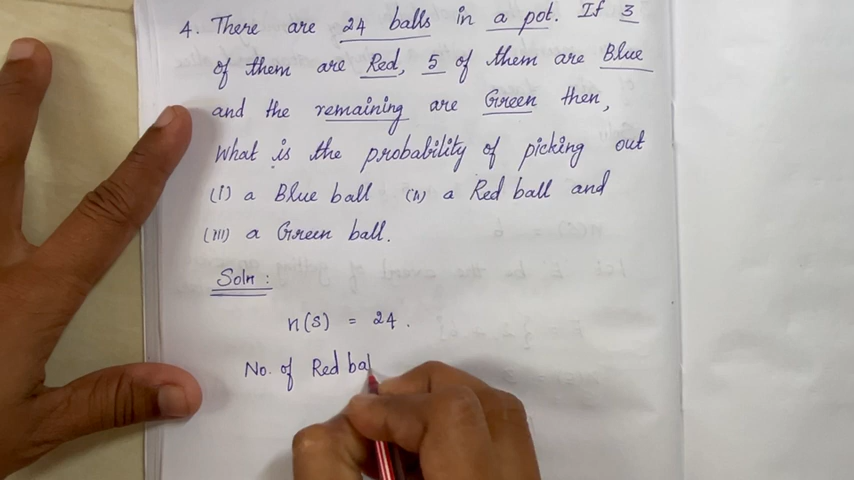 4. There are 24 balls in a pot. If 3
of them are Red, 5 of them are Blue
and the remaining are Green then,
What is the probability of picking out
(i) a Blue ball (ii) a Red ball and
(iii) a Green ball.
Soln :
n(S) = 24.
No. of Red bal